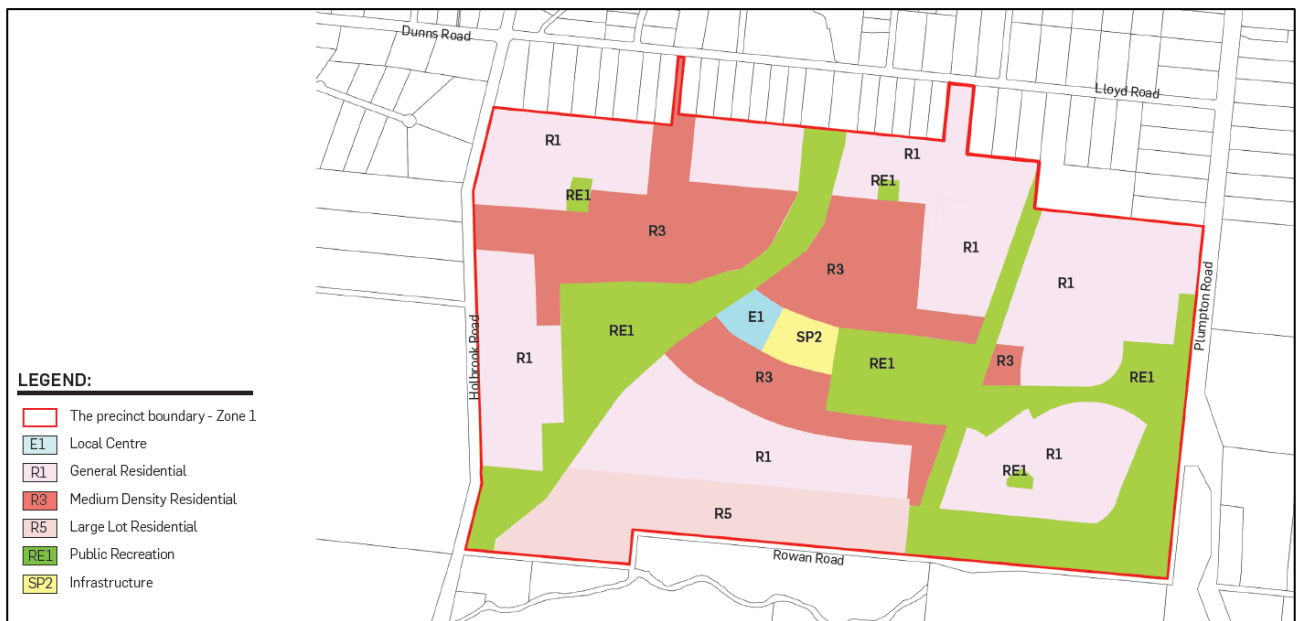 Dunns Road
Lloyd Road
R1
R1
RE1
RE1
R3
R1
R3
R1
Plumpton Road
E1
RE1
SP2
Holbrook Road
R1
RE1
R3
RE1
R3
R1
R1
RE1
R5
Rowan Road
LEGEND:
The precinct boundary - Zone 1
E1 Local Centre
R1 General Residential
R3 Medium Density Residential
R5 Large Lot Residential
RE1 Public Recreation
SP2 Infrastructure